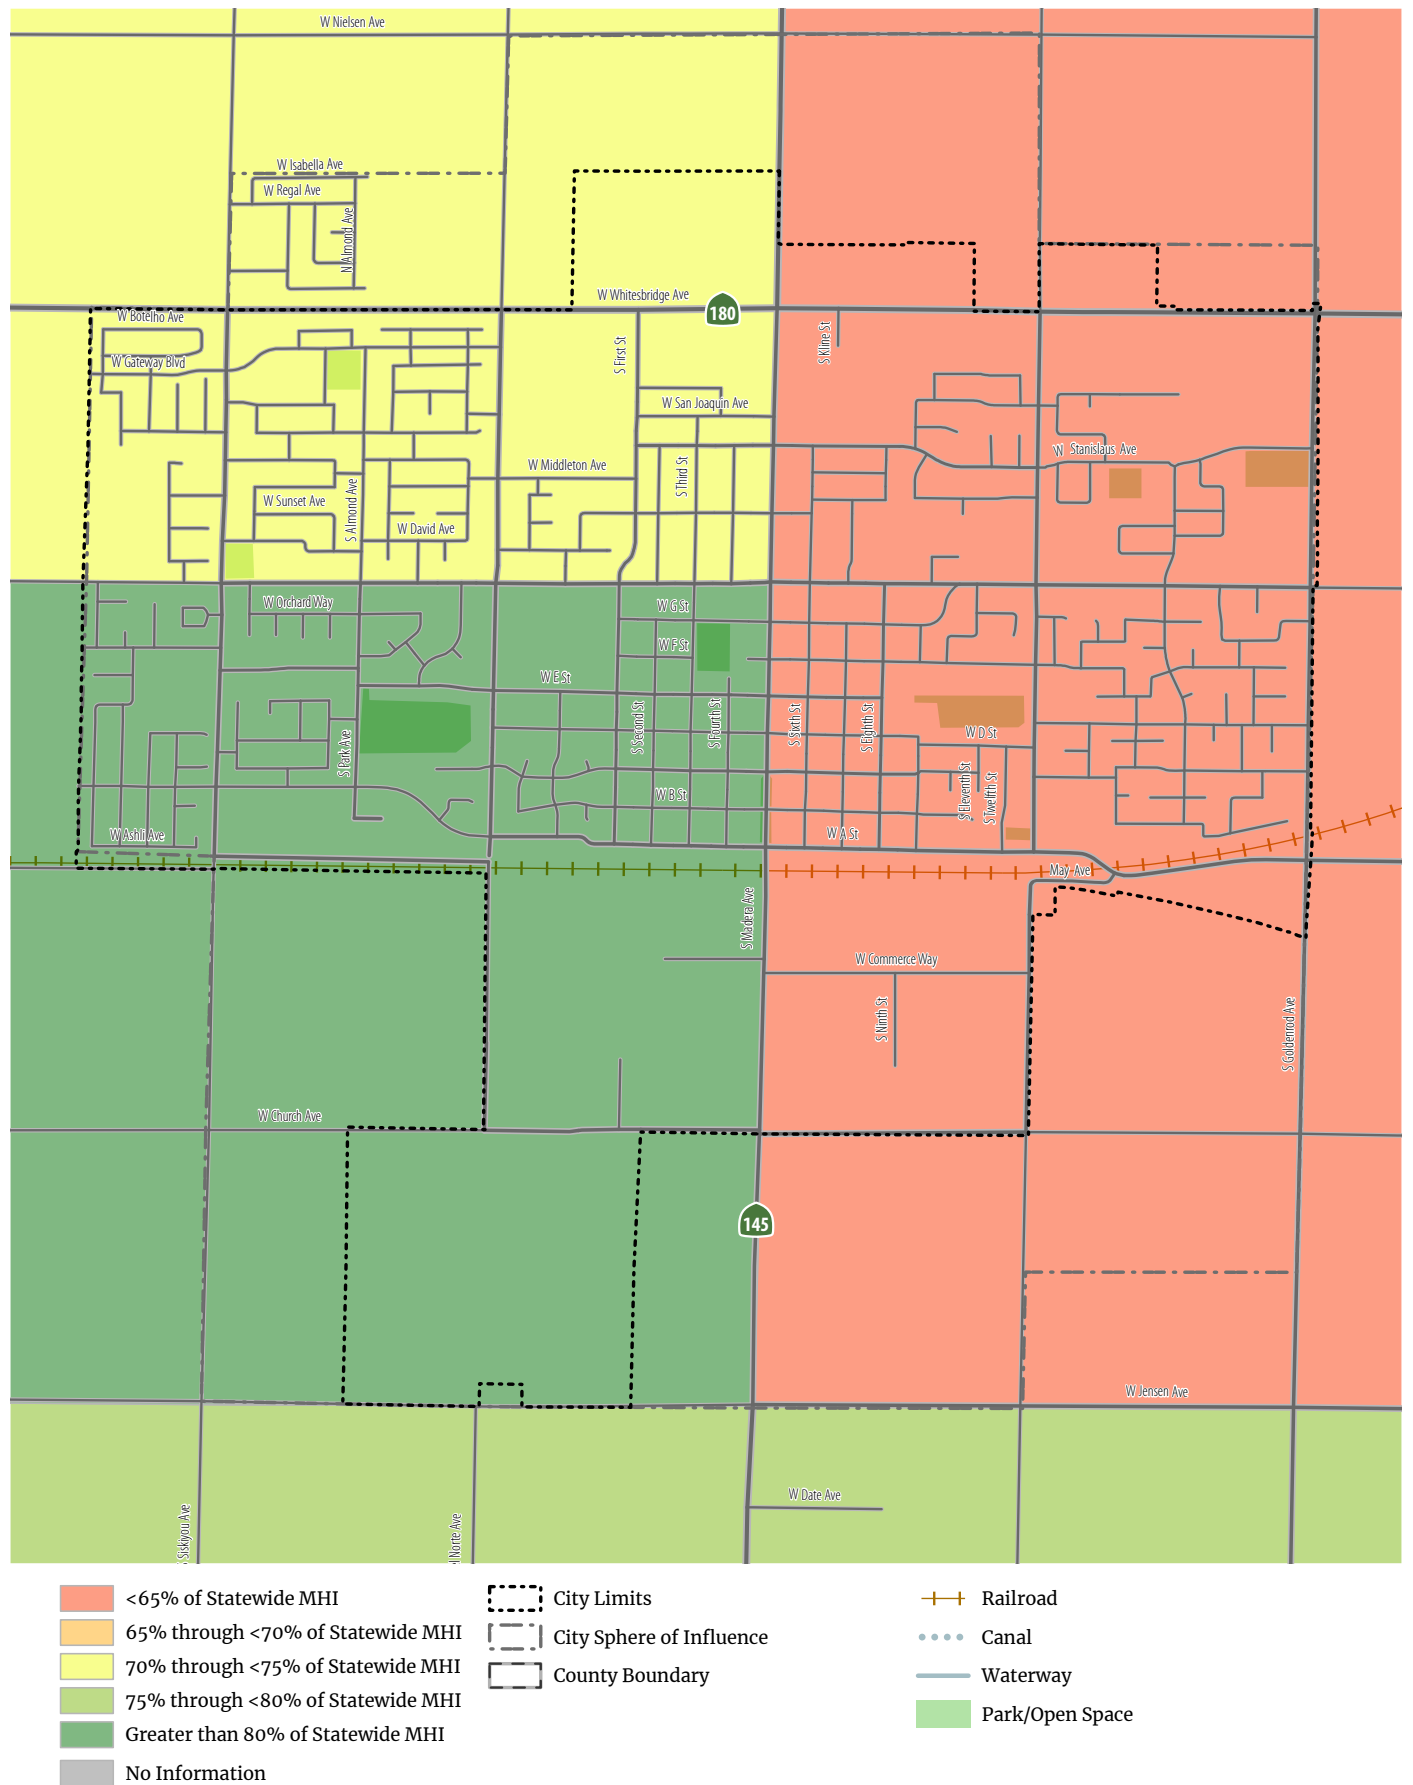 W Nielsen Ave
W Isabella Ave
W Regal Ave
N Almond Ave
W Whitesbridge Ave
180
W Botelho Ave
S Kline St
S First St
W Gateway Blvd
W San Joaquin Ave
W Stanislaus Ave
W Middleton Ave
S Third St
W Sunset Ave
S Almond Ave
W David Ave
W Orchard Way
W G St
W F St
W E St
S Second St
S Fourth St
S Sixth St
S Eighth St
W D St
S Park Ave
S Eleventh St
S Twelfth St
W B St
W Ashli Ave
W A St
May Ave
S Madera Ave
W Commerce Way
S Ninth St
S Goldenrod Ave
W Church Ave
145
W Jensen Ave
W Date Ave
Siskiyou Ave
Norte Ave
<65% of Statewide MHI
65% through <70% of Statewide MHI
70% through <75% of Statewide MHI
75% through <80% of Statewide MHI
Greater than 80% of Statewide MHI
No Information
City Limits
City Sphere of Influence
County Boundary
Railroad
Canal
Waterway
Park/Open Space